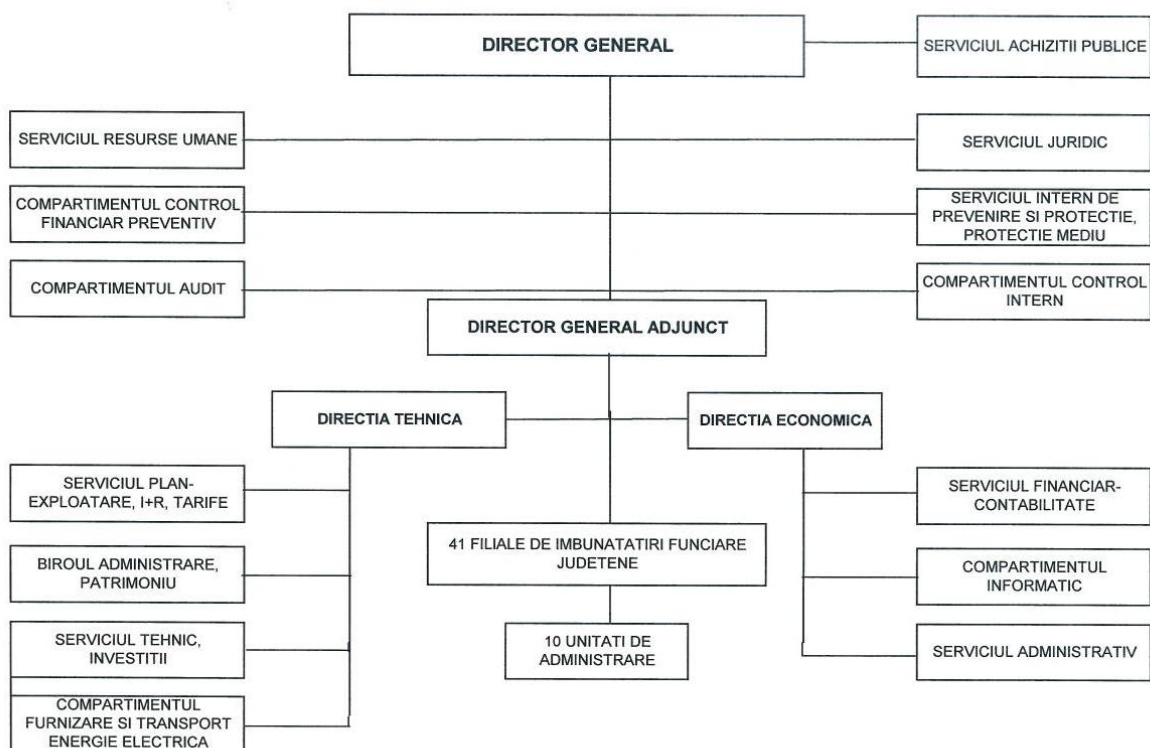 DIRECTOR GENERAL
SERVICIUL ACHIZITII PUBLICE
SERVICIUL RESURSE UMANE
SERVICIUL JURIDIC
COMPARTIMENTUL CONTROL
FINANCIAR PREVENTIV
SERVICIUL INTERN DE
PREVENIRE SI PROTECTIE,
PROTECTIE MEDIU
COMPARTIMENTUL AUDIT
COMPARTIMENTUL CONTROL
INTERN
DIRECTOR GENERAL ADJUNCT
DIRECTIA TEHNICA
DIRECTIA ECONOMICA
SERVICIUL PLAN-
EXPLOATARE, I+R, TARIFE
SERVICIUL FINANCIAR-
CONTABILITATE
41 FILIALE DE IMBUNATATIRI FUNCIARE
JUDETENE
BIROUL ADMINISTRARE,
PATRIMONIU
COMPARTIMENTUL
INFORMATIC
SERVICIUL TEHNIC,
INVESTITII
10 UNITATI DE
ADMINISTRARE
SERVICIUL ADMINISTRATIV
COMPARTIMENTUL
FURNIZARE SI TRANSPORT
ENERGIE ELECTRICA